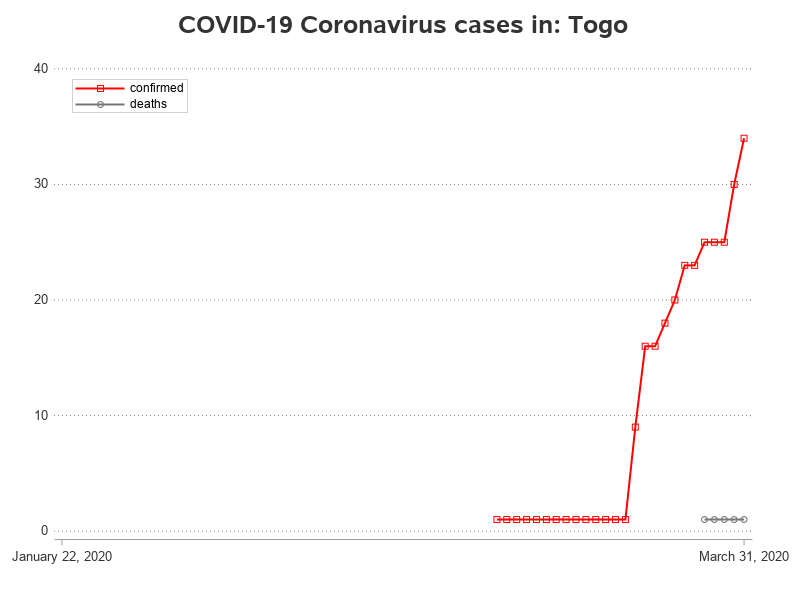 COVID-19 Coronavirus cases in: Togo
40
confirmed
deaths
30
20
10
0
January 22, 2020
March 31, 2020